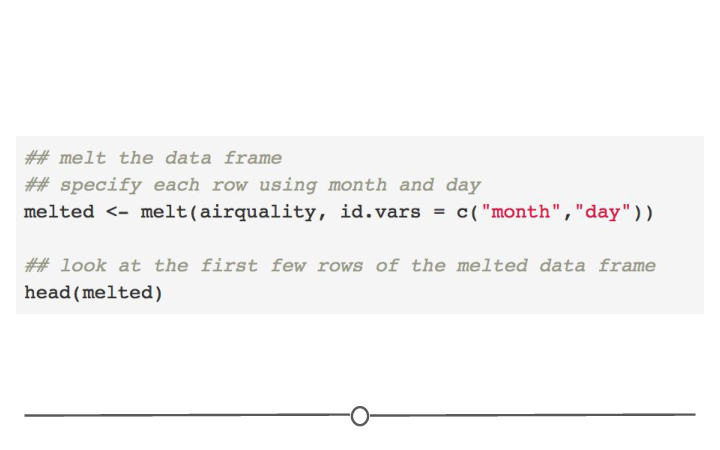 ## melt the data frame
## specify each row using month and day
melted <- melt(airquality, id.vars = c("month","day"))
## look at the first few rows of the melted data frame
head(melted)